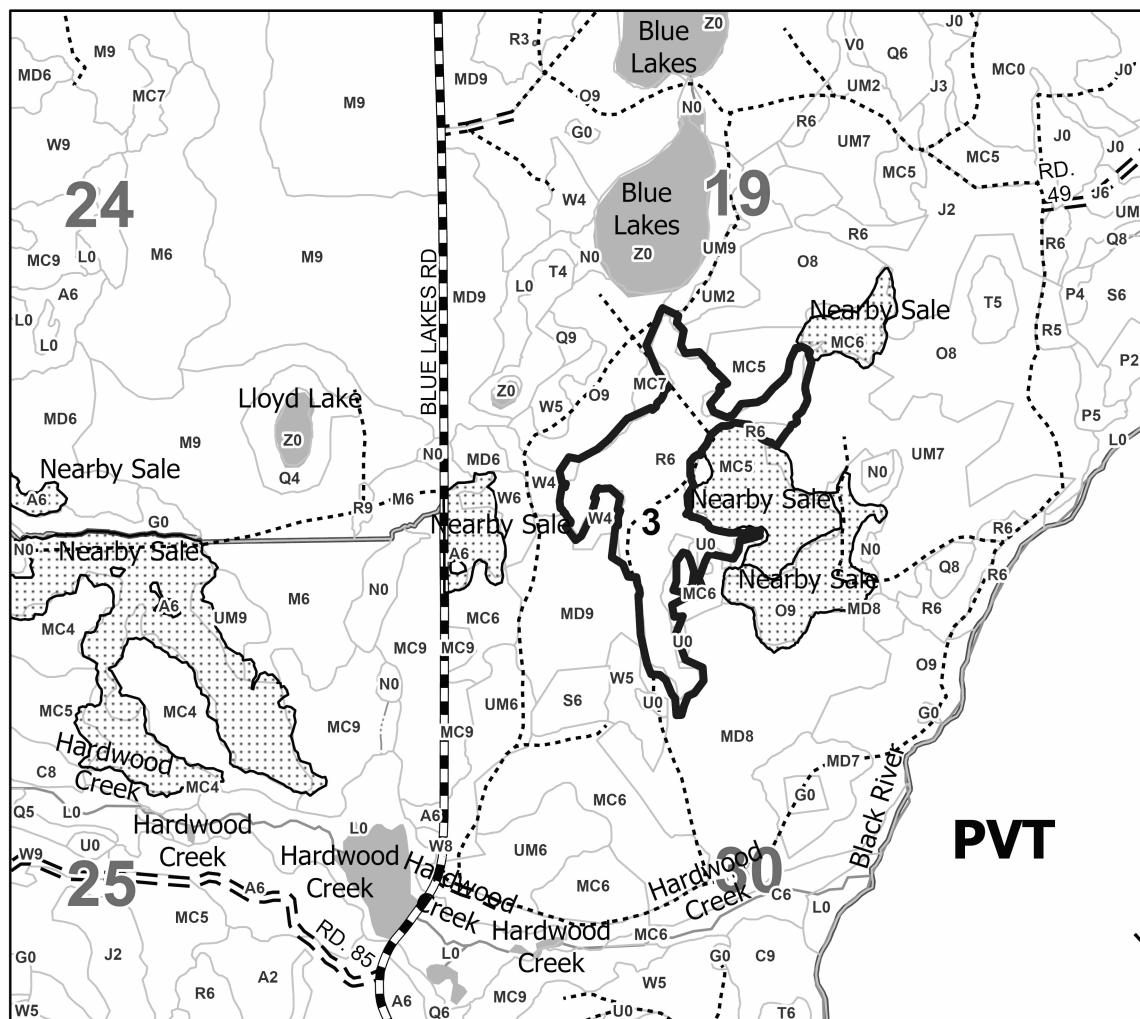 Blue
Lakes
Z0
J0
R3
V0
Q6
M9
MD6
MC7
MD9
UM2
J3
MC0
J0
M9
O9
N0
R6
G0
UM7
J0
J0
W9
MC5
MC5
RD.
49
24
Blue
Lakes
19
W4
J6
J2
UM
MC9
L0
M6
M9
N0
Z0
UM9
R6
R6
Q8
T4
O8
A6
MD9
L0
UM2
T5
P4
S6
BLUE LAKES RD
L0
Nearby Sale
R5
L0
Q9
MC6
O8
MC5
P2
Lloyd Lake
Z0
O9
MC7
MD6
W5
P5
M9
Z0
R6
L0
Nearby Sale
Q4
N0
MD6
R6
MC5
UM7
N0
A6
R9
M6
W6
W4
Nearby Sale
G0
Nearby Sale
W4
3
R6
N0
Nearby Sale
A6
U0
N0
Nearby Sale
Q8
R6
A6
M6
N0
MC6
MC4
UM9
MC6
MD9
O9
MD8
R6
MC9
MC9
U0
O9
N0
W5
MC5
MC4
MC9
UM6
S6
U0
G0
MC9
MD8
Hardwood
Creek
C8
MC4
MD7
Black River
Q5
L0
MC6
G0
Hardwood
Creek
L0
A6
PVT
U0
W8
UM6
W9
25
A6
Hardwood
Creek
Hardwood
Creek
MC6
Hardwood
Creek
30
C6
L0
MC5
Hardwood
Creek
MC6
RD. 85
G0
J2
L0
G0
C9
A2
R6
MC9
W5
W5
A6
Q6
U0
T6